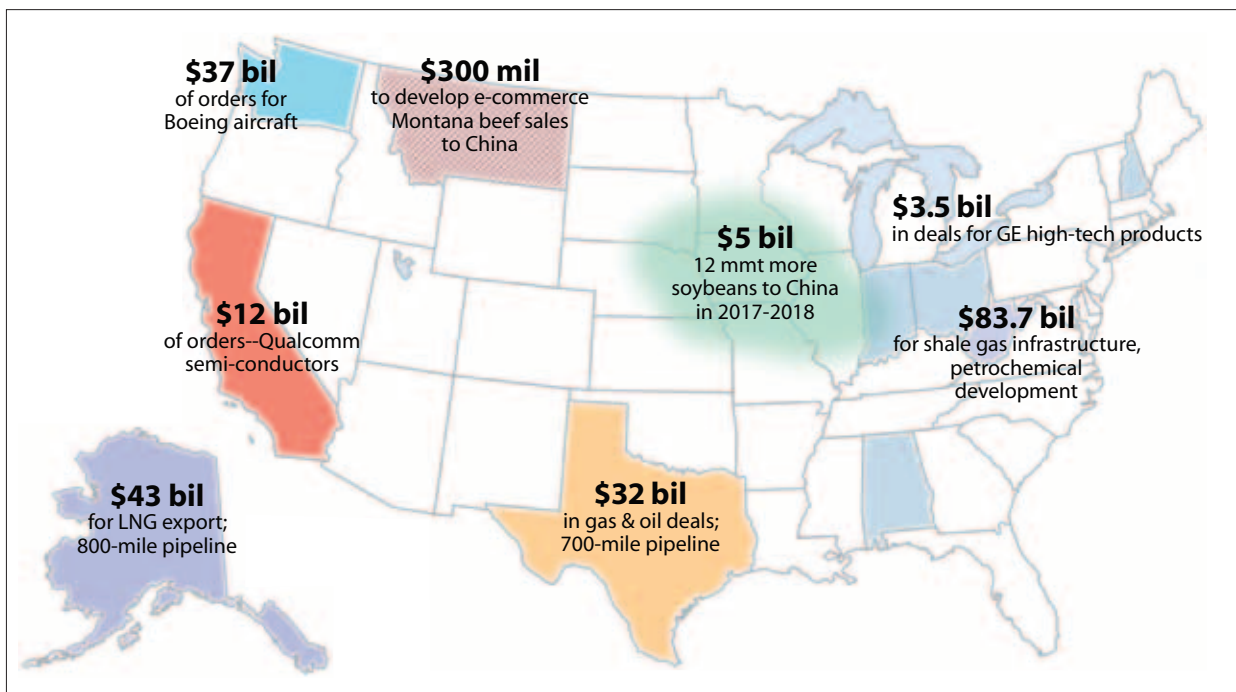 $37 bil
of orders for
Boeing aircraft
$300 mil
to develop e-commerce
Montana beef sales
to China
$3.5 bil
in deals for GE high-tech products
$5 bil
12 mmt more
soybeans to China
in 2017-2018
$12 bil
of orders--Qualcomm
semi-conductors
$83.7 bil
for shale gas infrastructure,
petrochemical
development
$43 bil
for LNG export;
800-mile pipeline
$32 bil
in gas & oil deals;
700-mile pipeline